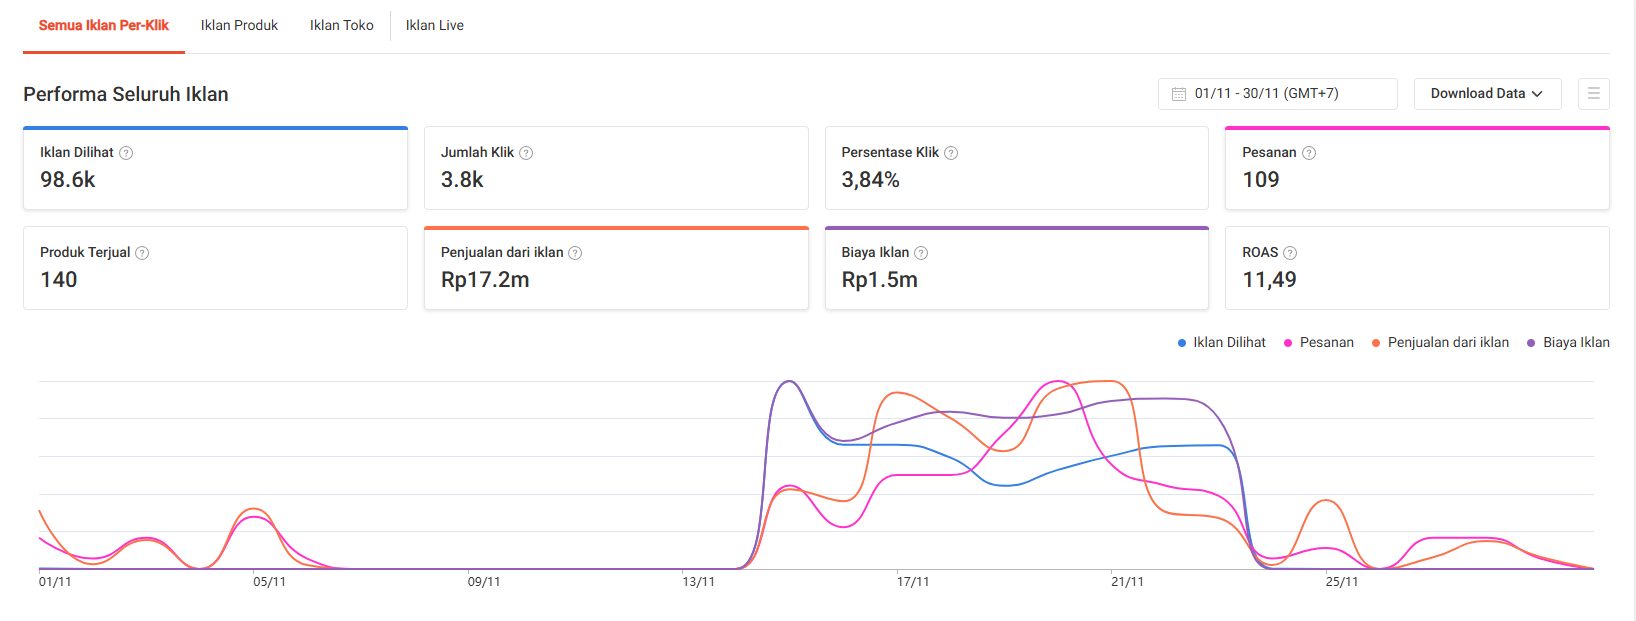 Semua Iklan Per-Klik Iklan Produk Iklan Toko Iklan Live
Performa Seluruh Iklan 01/11 - 30/11 (GMT+7) Download Data
Iklan Dilihat ? Jumlah Klik ? Persentase Klik ? Pesanan ?
98.6k 3.8k 3,84% 109
Produk Terjual ? Penjualan dari iklan ? Biaya Iklan ? ROAS ?
140 Rp17.2m Rp1.5m 11,49
Iklan Dilihat Pesanan Penjualan dari iklan Biaya Iklan
01/11 05/11 09/11 13/11 17/11 21/11 25/11